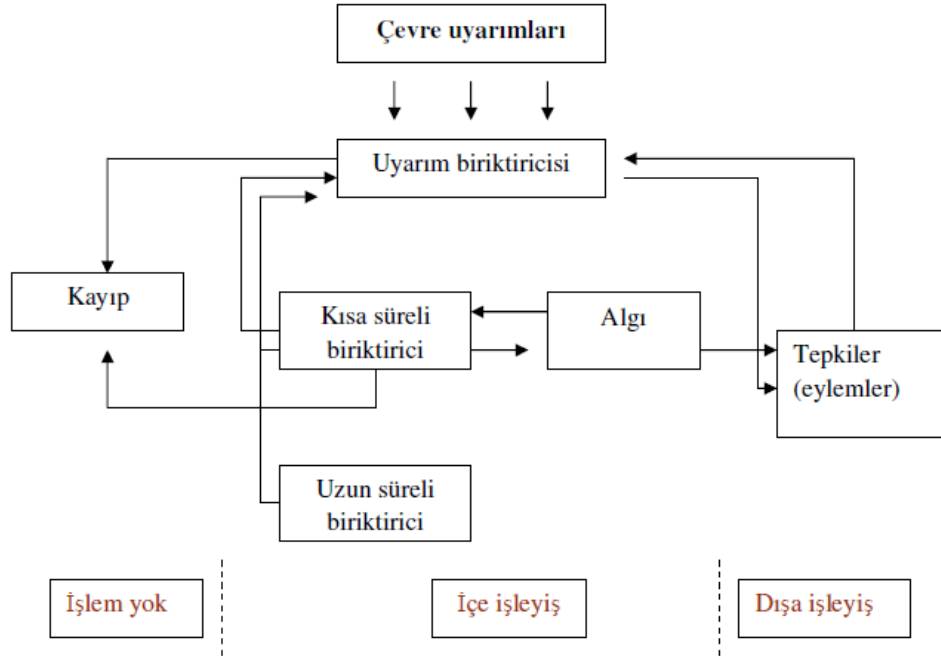 Çevre uyarımları
Uyarım biriktiricisi
Kayıp
Kısa süreli
biriktirici
Algı
Tepkiler
(eylemler)
Uzun süreli
biriktirici
İşlem yok
İçe işleyiş
Dışa işleyiş